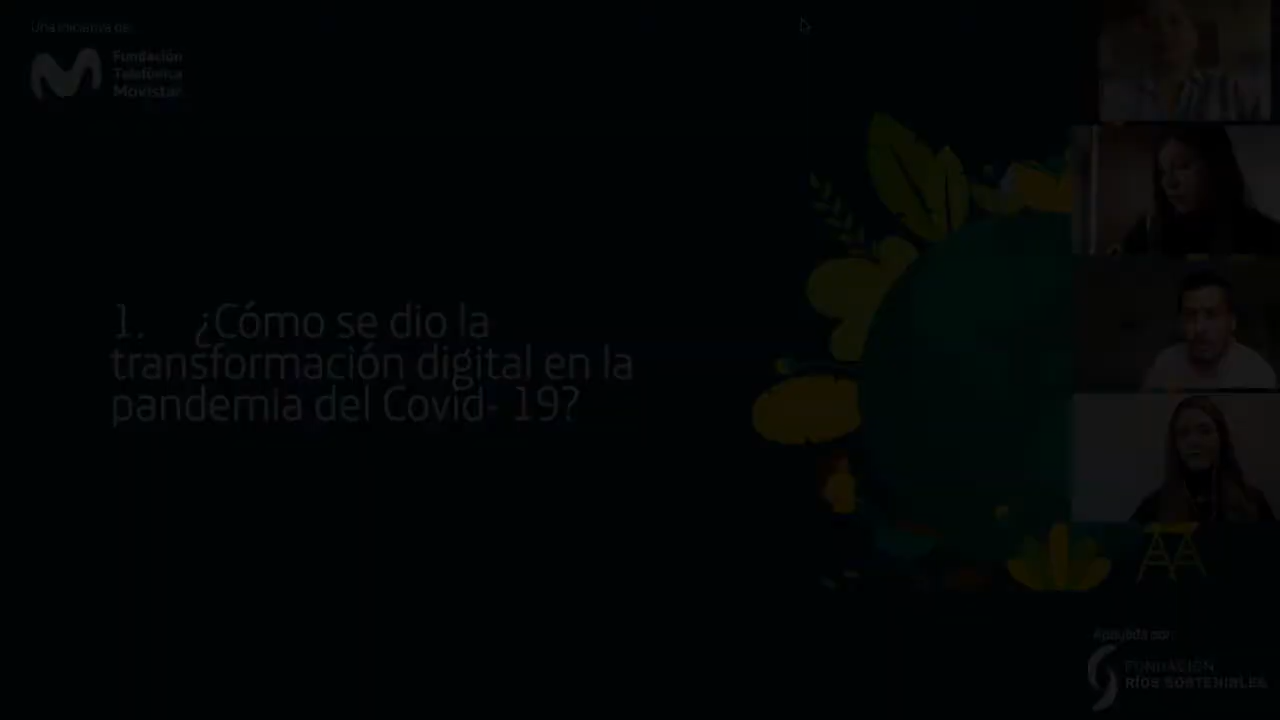 Una iniciativa de:
Fundación
Telefónica
Movistar
1. ¿Cómo se dio la
transformación digital en la
pandemia del Covid- 19?
Apoyada por:
FUNDACIÓN
RÍOS SOSTENIBLES